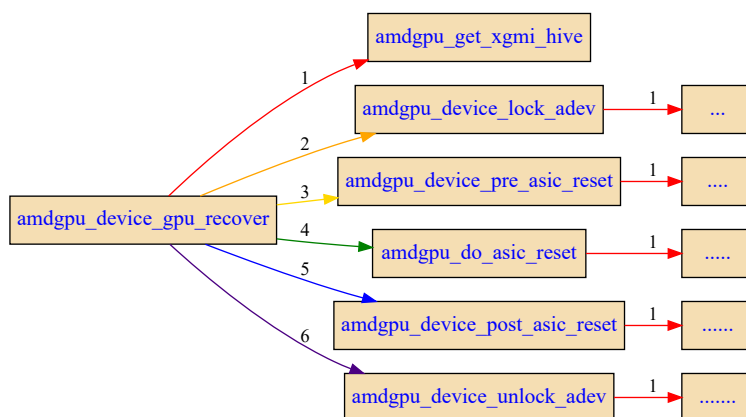 amdgpu_get_xgmi_hive
1
amdgpu_device_lock_adev
1
...
2
amdgpu_device_pre_asic_reset
1
....
3
amdgpu_device_gpu_recover
4
amdgpu_do_asic_reset
1
.....
5
amdgpu_device_post_asic_reset
1
......
6
amdgpu_device_unlock_adev
1
.......